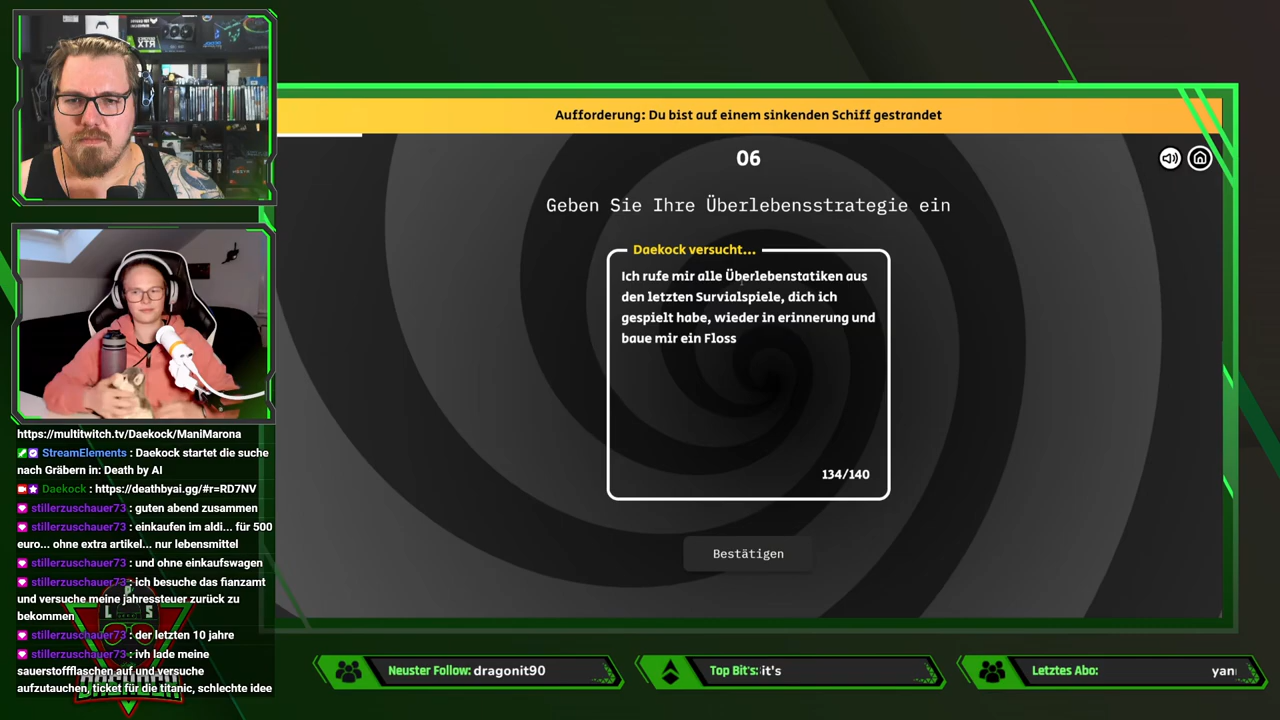 Aufforderung: Du bist auf einem sinkenden Schiff gestrandet
06
Geben Sie Ihre Überlebensstrategie ein
Daekock versucht...
Ich rufe mir alle Überlebenstatiken aus
den letzten Survialspiele, dich ich
gespielt habe, wieder in erinnerung und
baue mir ein Floss
134/140
Bestätigen
https://multitwitch.tv/Daekock/ManiMarona
StreamElements : Daekock startet die suche
nach Gräbern in: Death by AI
Daekock : https://deathbyai.gg/#r=RD7NV
stillerzuschauer73 : guten abend zusammen
stillerzuschauer73 : einkaufen im aldi... für 500
euro... ohne extra artikel... nur lebensmittel
stillerzuschauer73 : und ohne einkaufswagen
stillerzuschauer73 : ich besuche das fianzamt
und versuche meine jahressteuer zurück zu
bekommen
stillerzuschauer73 : der letzten 10 jahre
stillerzuschauer73 : ivh lade meine
sauerstoffflaschen auf und versuche
aufzutauchen, ticket für die titanic, schlechte idee
Neuster Follow: dragonit90
Top Bit's: it's
Letztes Abo: yan